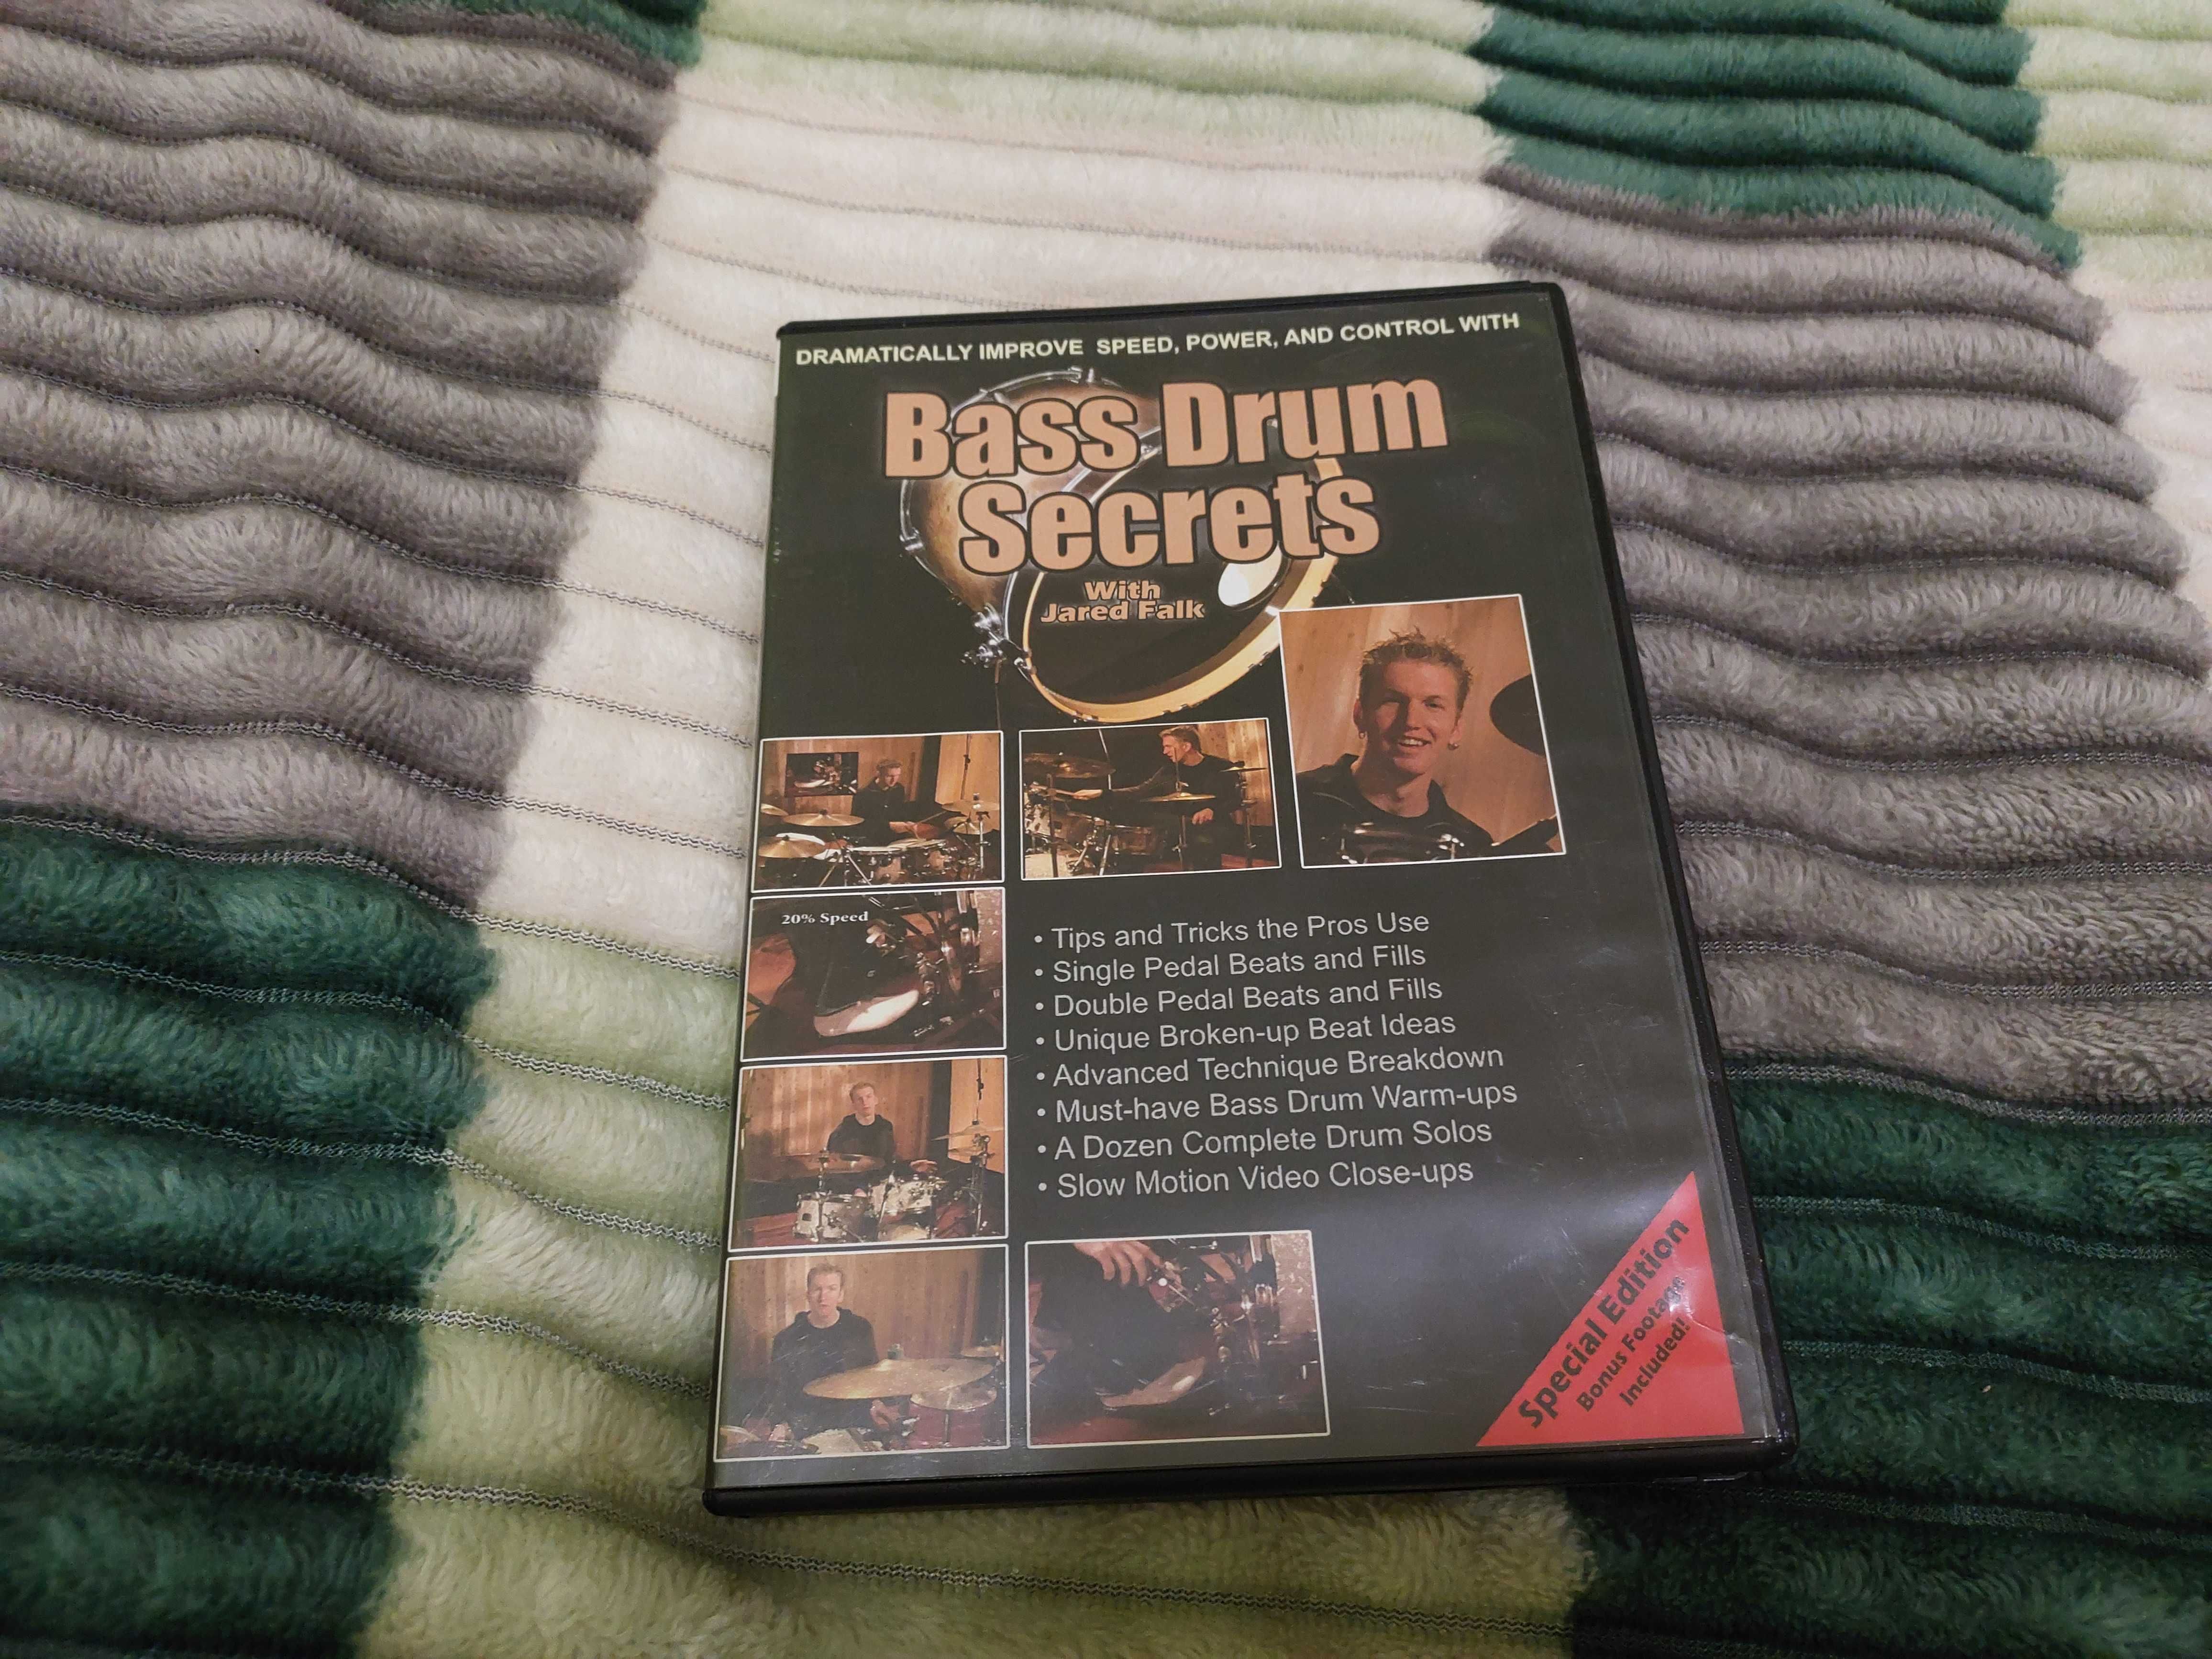 DRAMATICALLY IMPROVE SPEED, POWER, AND CONTROL WITH
Bass Drum
Secrets
With
Jared Falk
20% Speed
• Tips and Tricks the Pros Use
• Single Pedal Beats and Fills
• Double Pedal Beats and Fills
• Unique Broken-up Beat Ideas
• Advanced Technique Breakdown
• Must-have Bass Drum Warm-ups
• A Dozen Complete Drum Solos
• Slow Motion Video Close-ups
Special Edition
Bonus Footage
Included!